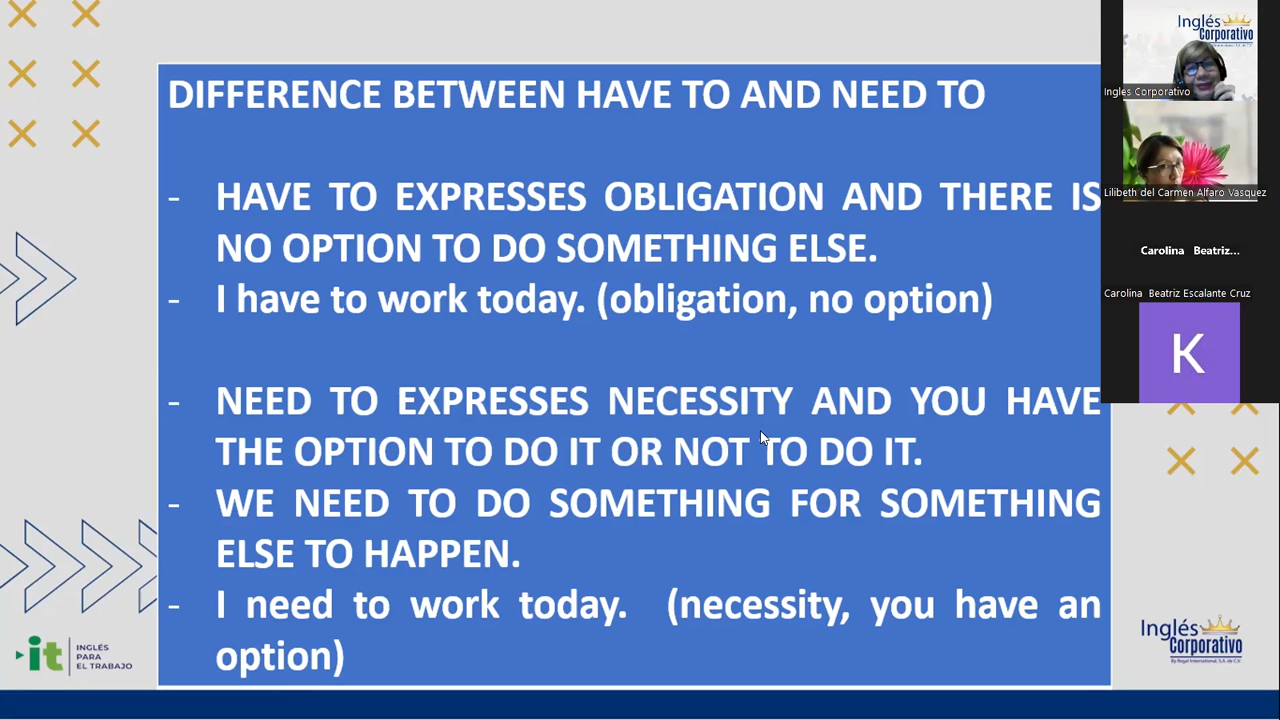 DIFFERENCE BETWEEN HAVE TO AND NEED TO
- HAVE TO EXPRESSES OBLIGATION AND THERE IS
NO OPTION TO DO SOMETHING ELSE.
- I have to work today. (obligation, no option)
- NEED TO EXPRESSES NECESSITY AND YOU HAVE
THE OPTION TO DO IT OR NOT TO DO IT.
- WE NEED TO DO SOMETHING FOR SOMETHING
ELSE TO HAPPEN.
- I need to work today. (necessity, you have an
option)
it
INGLÉS
PARA
EL TRABAJO
Inglés
Corporativo
By Regal International, S.A. de C.V.
Inglés
Corporativo
Ingles Corporativo
Lilibeth del Carmen Alfaro Vasquez
Carolina Beatriz...
Carolina Beatriz Escalante Cruz
K